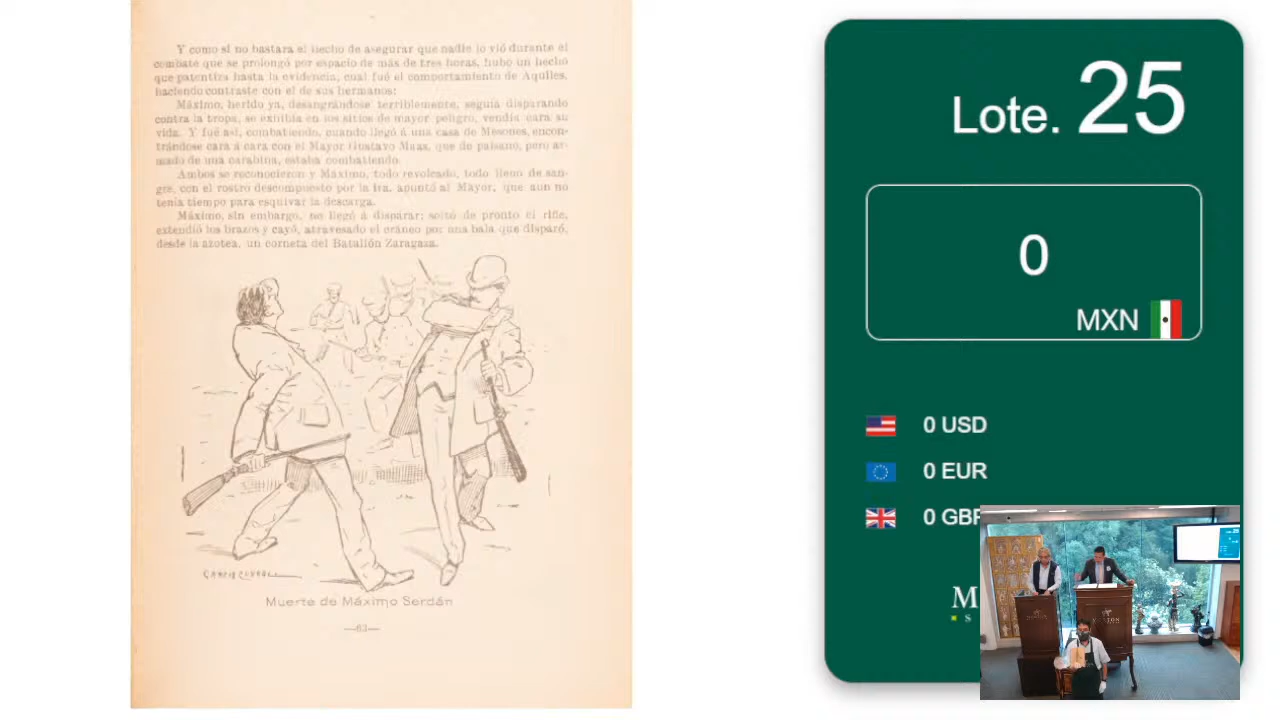 Y como si no bastara el hecho de asegurar que nadie lo vió durante el
combate que se prolongó por espacio de más de tres horas, hubo un hecho
que patentiza hasta la evidencia, cual fué el comportamiento de Aquiles,
haciendo contraste con el de sus hermanos:
Máximo, herido ya, desangrándose terriblemente, seguía disparando
contra la tropa, se exhibía en los sitios de mayor peligro, vendía cara su
vida. Y fué así, combatiendo, cuando llegó á una casa de Mesones, encon-
trándose cara á cara con el Mayor Gustavo Maas, que de paisano, pero ar-
mado de una carabina, estaba combatiendo.
Ambos se reconocieron y Máximo, todo revolcado, todo lleno de san-
gre, con el rostro descompuesto por la ira, apuntó al Mayor, que aun no
tenía tiempo para esquivar la descarga.
Máximo, sin embargo, no llegó á disparar; soltó de pronto el rifle,
extendió los brazos y cayó, atravesado el cráneo por una bala que disparó,
desde la azotea, un corneta del Batallón Zaragoza.
Muerte de Máximo Serdán
—63—
Lote. 25
0
MXN
0 USD
0 EUR
0 GBP
M
S